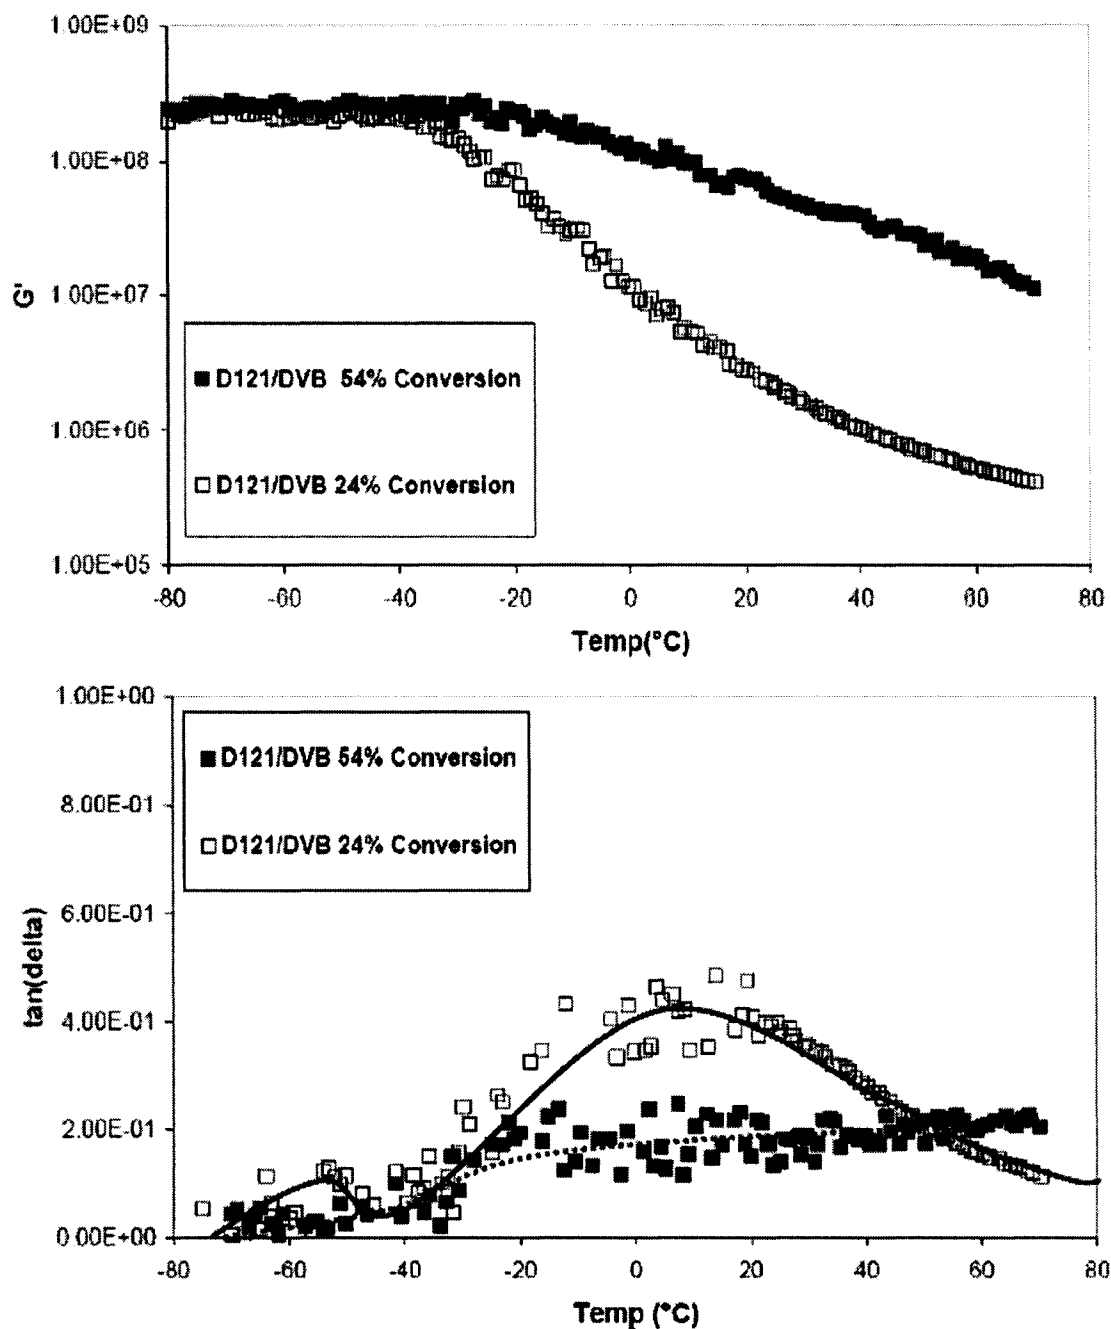 1.00E+09
1.00E+08
1.00E+07
1.00E+06
1.00E+05
G'
-80 -60 -40 -20 0 20 40 60 80
Temp(°C)
D121/DVB 54% Conversion
D121/DVB 24% Conversion
1.00E+00
8.00E-01
6.00E-01
4.00E-01
2.00E-01
0.00E+00
tan(delta)
-80 -60 -40 -20 0 20 40 60 80
Temp (°C)
D121/DVB 54% Conversion
D121/DVB 24% Conversion